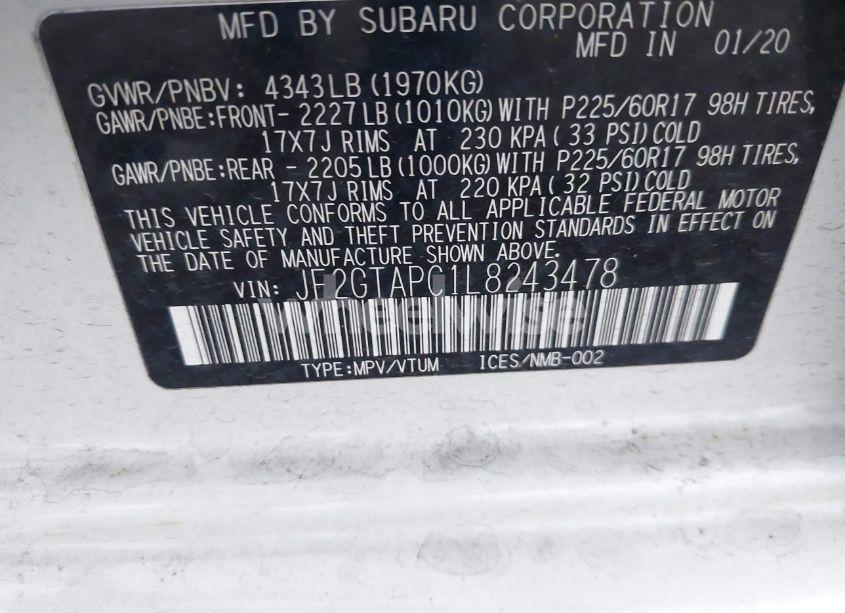 MFD BY SUBARU CORPORATION
MFD IN 01/20
GVWR/PNBV: 4343LB (1970KG)
GAWR/PNBE:FRONT- 2227LB(1010KG)WITH P225/60R17 98H TIRES,
17X7J RIMS AT 230 KPA(33 PSI)COLD
GAWR/PNBE:REAR - 2205LB(1000KG)WITH P225/60R17 98H TIRES,
17X7J RIMS AT 220 KPA(32 PSI)COLD
THIS VEHICLE CONFORMS TO ALL APPLICABLE FEDERAL MOTOR
VEHICLE SAFETY AND THEFT PREVENTION STANDARDS IN EFFECT ON
THE DATE OF MANUFACTURE SHOWN ABOVE.
VIN: JF2GTAPC1L8243478
wheelwise
TYPE:MPV/VTUM ICES/NMB-002